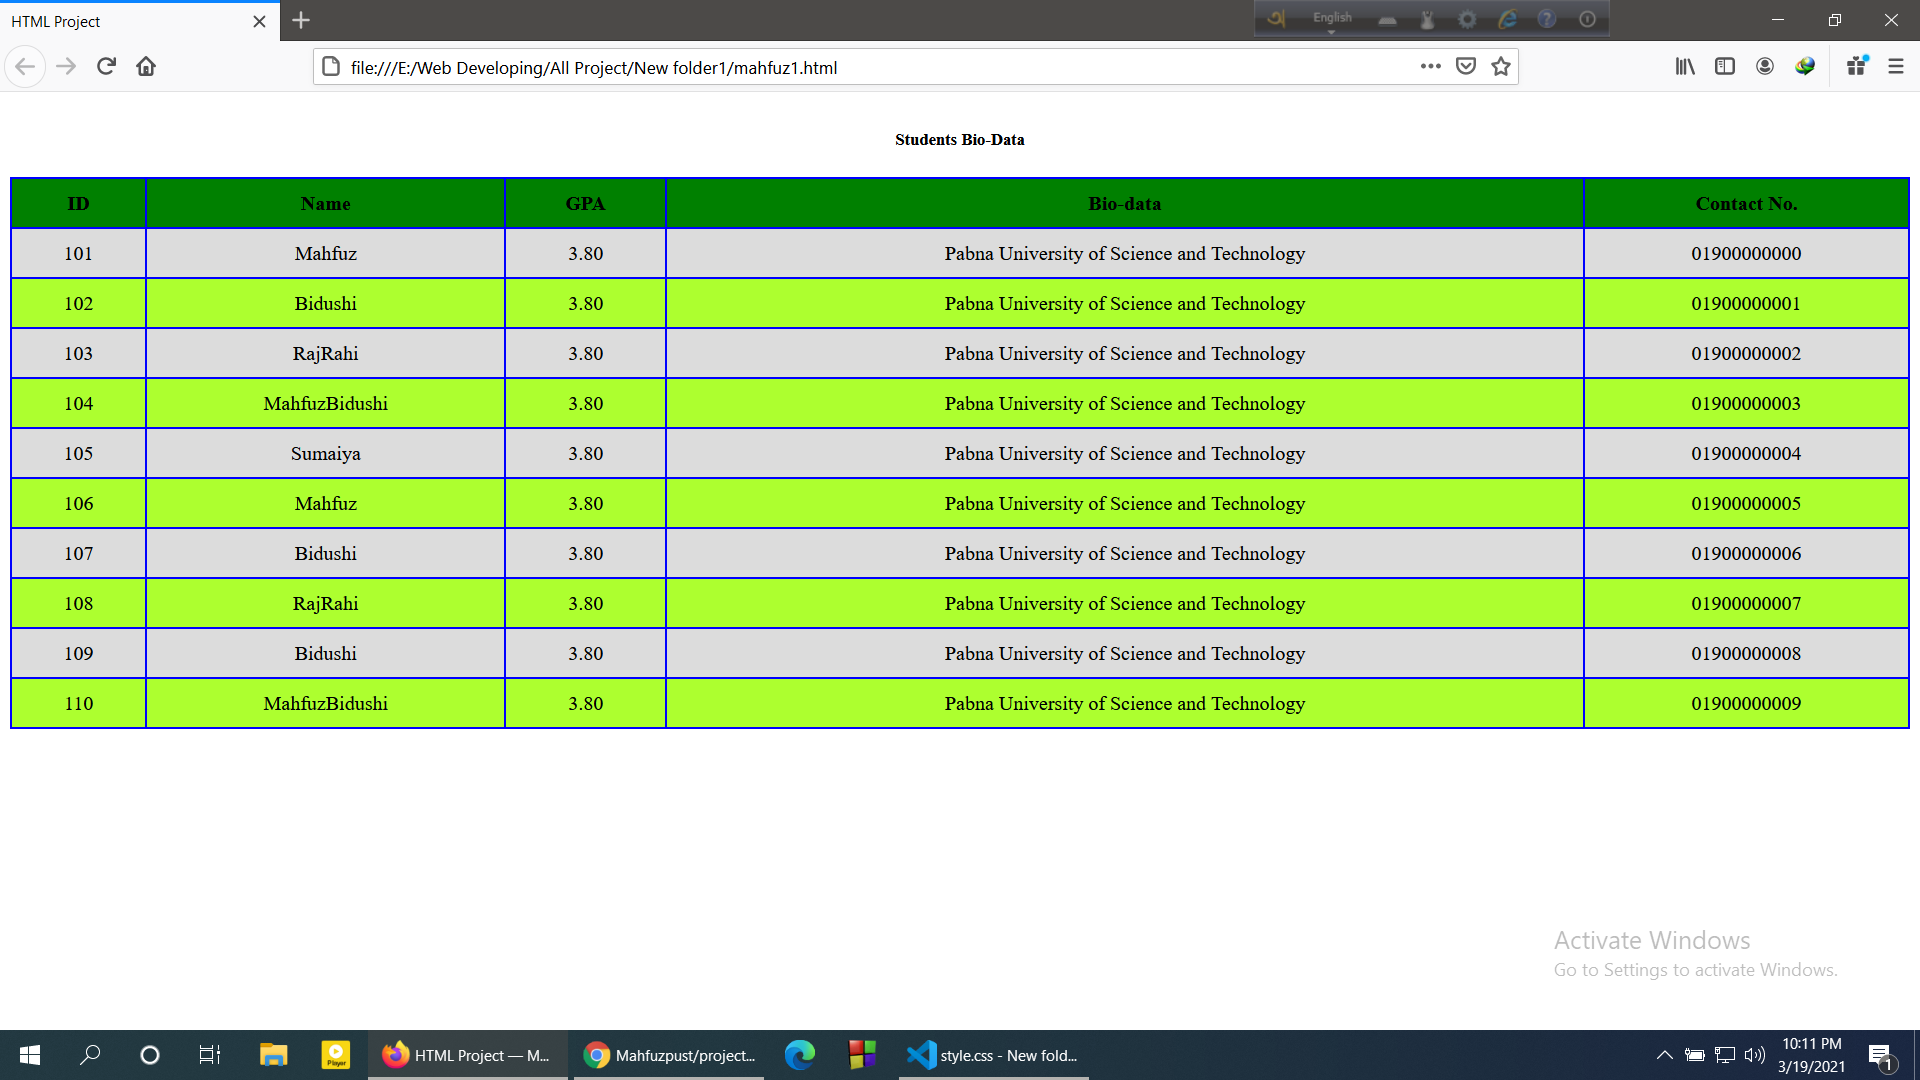 HTML Project
English
file:///E:/Web Developing/All Project/New folder1/mahfuz1.html
Students Bio-Data
ID Name GPA Bio-data Contact No.
101 Mahfuz 3.80 Pabna University of Science and Technology 01900000000
102 Bidushi 3.80 Pabna University of Science and Technology 01900000001
103 RajRahi 3.80 Pabna University of Science and Technology 01900000002
104 MahfuzBidushi 3.80 Pabna University of Science and Technology 01900000003
105 Sumaiya 3.80 Pabna University of Science and Technology 01900000004
106 Mahfuz 3.80 Pabna University of Science and Technology 01900000005
107 Bidushi 3.80 Pabna University of Science and Technology 01900000006
108 RajRahi 3.80 Pabna University of Science and Technology 01900000007
109 Bidushi 3.80 Pabna University of Science and Technology 01900000008
110 MahfuzBidushi 3.80 Pabna University of Science and Technology 01900000009
Activate Windows
Go to Settings to activate Windows.
Player
HTML Project — M...
Mahfuzpust/project...
style.css - New fold...
10:11 PM
3/19/2021
1